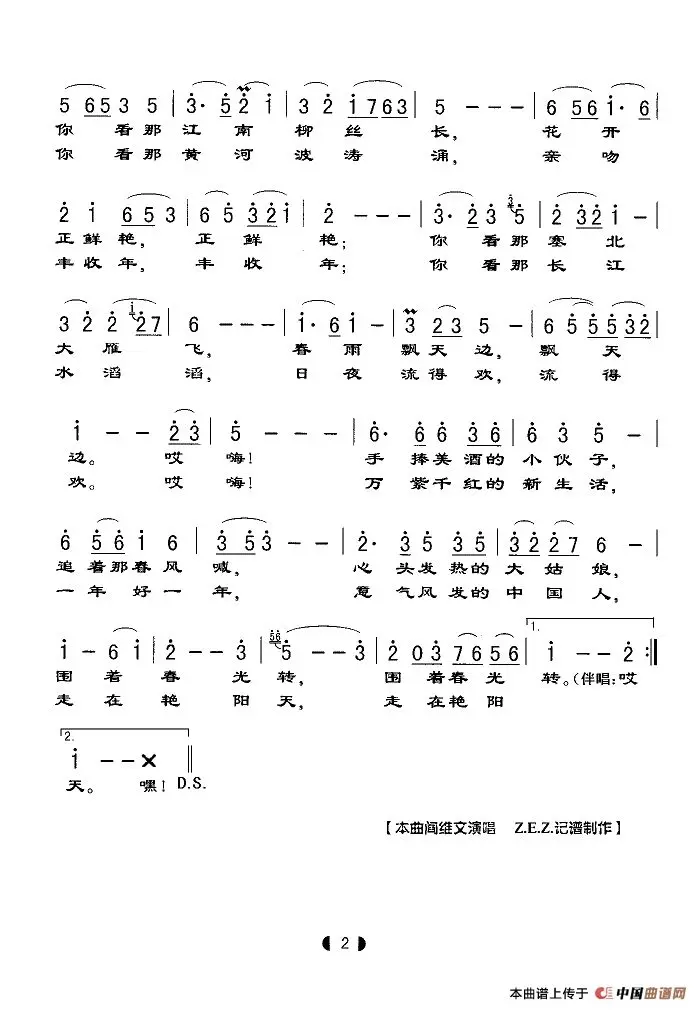 5 6 5 3 5 | 3· 5 2 1 | 3 2 1 7 6 3 | 5 - - - | 6 5 6 1· 6 |
你 看 那 江 南 柳 丝 长， 花 开
你 看 那 黄 河 波 涛 涌， 亲 吻
2 1 6 5 3 | 6 5 3 2 1 | 2 - - - | 3· 2 3 5 | 2 3 2 1 - |
正 鲜 艳， 正 鲜 艳； 你 看 那 塞 北
丰 收 年， 丰 收 年； 你 看 那 长 江
3 2 2 2 7 | 6 - - - | 1· 6 1 | 3 2 3 5 - | 6 5 5 5 3 2 |
大 雁 飞， 春 雨 飘 天 边， 飘 天
水 滔 滔， 日 夜 流 得 欢， 流 得
1 - - 2 3 | 5 - - - | 6· 6 6 3 6 | 6 3 5 - |
边。 哎 嗨！ 手 捧 美 酒 的 小 伙 子，
欢。 哎 嗨！ 万 紫 千 红 的 新 生 活，
6 5 6 1 6 | 3 5 3 - - | 2· 3 5 3 5 | 3 2 2 7 6 - |
追 着 那 春 风 喊， 心 头 发 热 的 大 姑 娘，
一 年 好 一 年， 意 气 风 发 的 中 国 人，
1 - 6 1 | 2 - - 3 | 56 5 - - 3 | 2 0 3 7 6 5 6 | 1. 1 - - 2 :‖
围 着 春 光 转， 围 着 春 光 转。（伴唱：哎
走 在 艳 阳 天， 走 在 艳 阳
2. 1 - - × ‖
天。 嘿！ D.S.
【本曲阎维文演唱 Z.E.Z.记谱制作】
2
本曲谱上传于 中国曲谱网